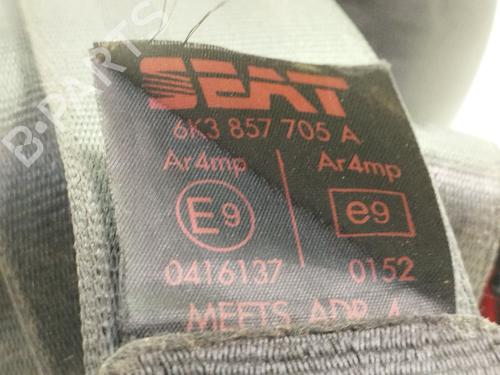 SEAT
6K3 857 705 A
Ar4mp Ar4mp
E9 e9
0416137 0152
MEETS ADR 4
B-PARTS